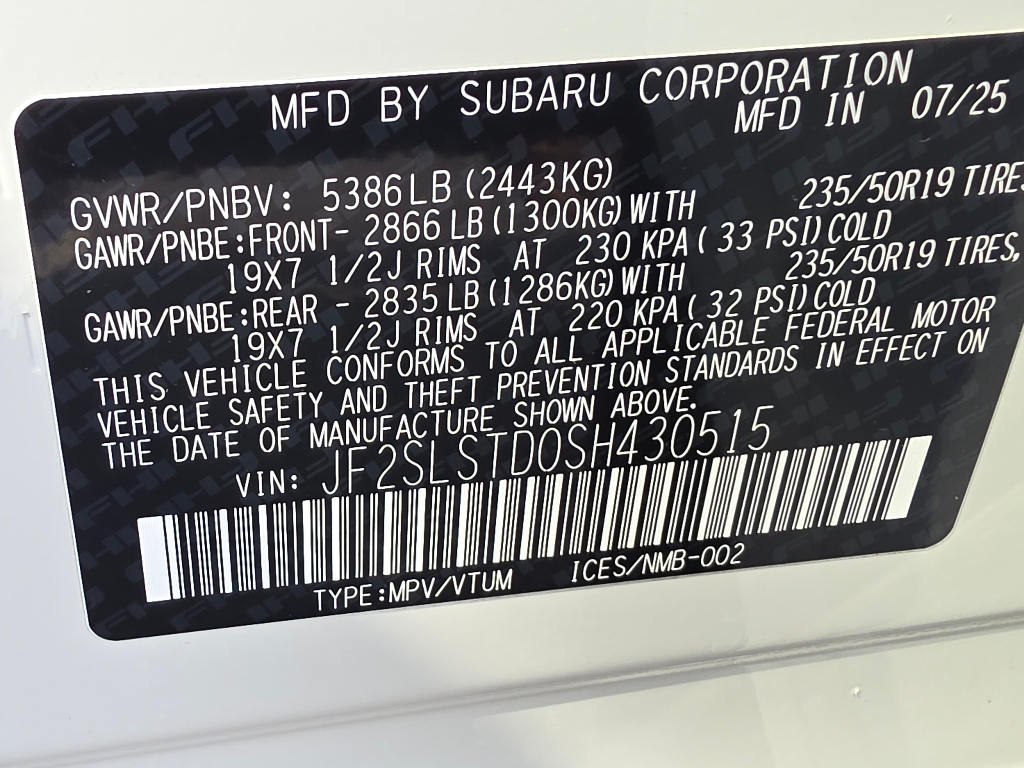 MFD BY SUBARU CORPORATION
MFD IN 07/25
GVWR/PNBV: 5386LB (2443KG)
GAWR/PNBE:FRONT- 2866 LB (1300KG) WITH 235/50R19 TIRES
19X7 1/2J RIMS AT 230 KPA ( 33 PSI) COLD
GAWR/PNBE:REAR - 2835 LB (1286KG) WITH 235/50R19 TIRES,
19X7 1/2J RIMS AT 220 KPA ( 32 PSI) COLD
THIS VEHICLE CONFORMS TO ALL APPLICABLE FEDERAL MOTOR
VEHICLE SAFETY AND THEFT PREVENTION STANDARDS IN EFFECT ON
THE DATE OF MANUFACTURE SHOWN ABOVE.
VIN: JF2SLSTD0SH430515
TYPE:MPV/VTUM ICES/NMB-002